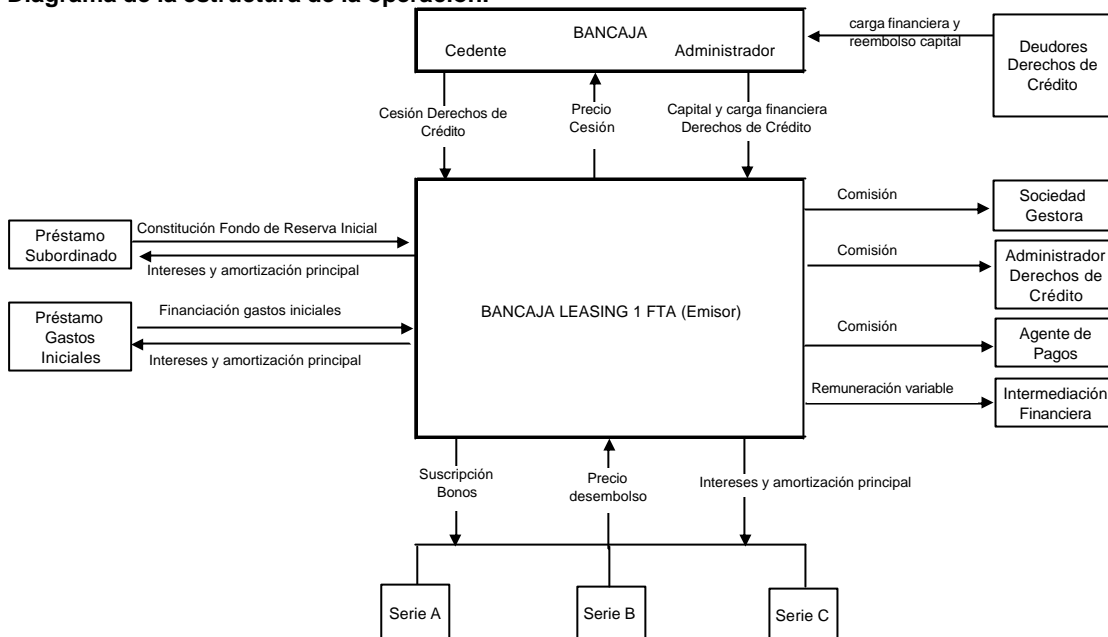 Diagrama de la estructura de la operación.
BANCAJA
Cedente
Administrador
carga financiera y
reembolso capital
Deudores
Derechos de
Crédito
Cesión Derechos de
Crédito
Precio
Cesión
Capital y carga financiera
Derechos de Crédito
Préstamo
Subordinado
Constitución Fondo de Reserva Inicial
Intereses y amortización principal
Préstamo
Gastos
Iniciales
Financiación gastos iniciales
Intereses y amortización principal
BANCAJA LEASING 1 FTA (Emisor)
Comisión
Sociedad
Gestora
Comisión
Administrador
Derechos de
Crédito
Comisión
Agente de
Pagos
Remuneración variable
Intermediación
Financiera
Suscripción
Bonos
Precio
desembolso
Intereses y amortización principal
Serie A
Serie B
Serie C